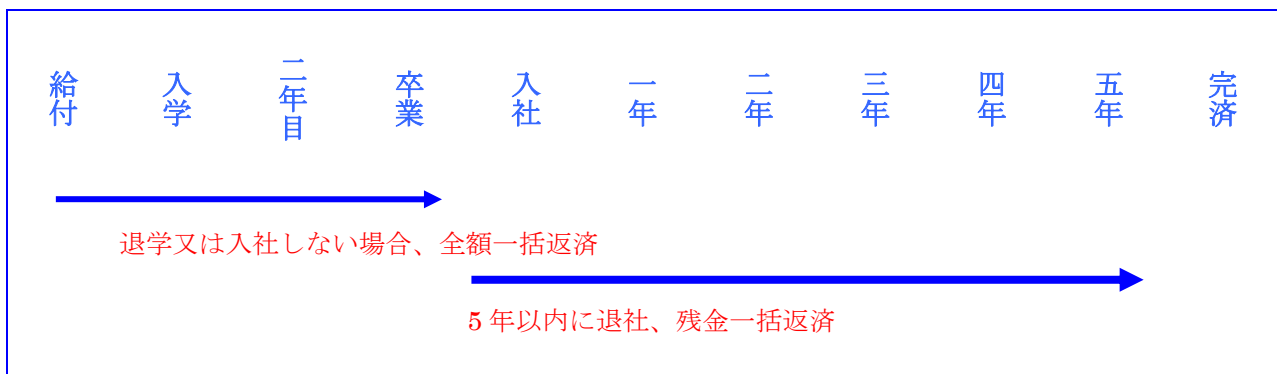 給付
入学
二年目
卒業
入社
一年
二年
三年
四年
五年
完済
退学又は入社しない場合、全額一括返済
5 年以内に退社、残金一括返済